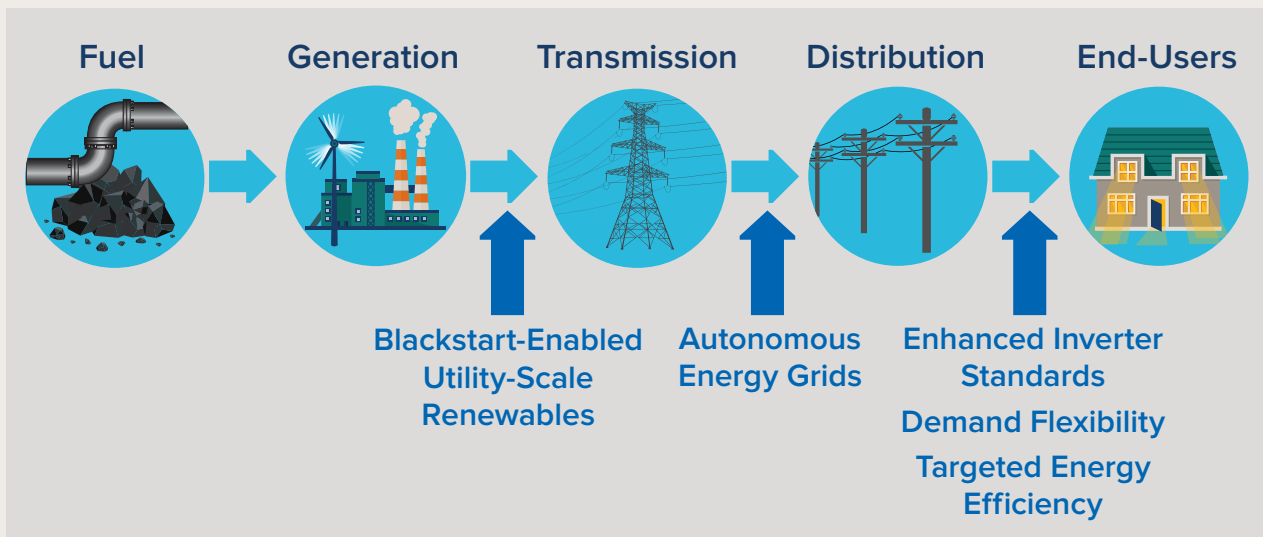 Fuel
Generation
Transmission
Distribution
End-Users
Blackstart-Enabled
Utility-Scale
Renewables
Autonomous
Energy Grids
Enhanced Inverter
Standards
Demand Flexibility
Targeted Energy
Efficiency